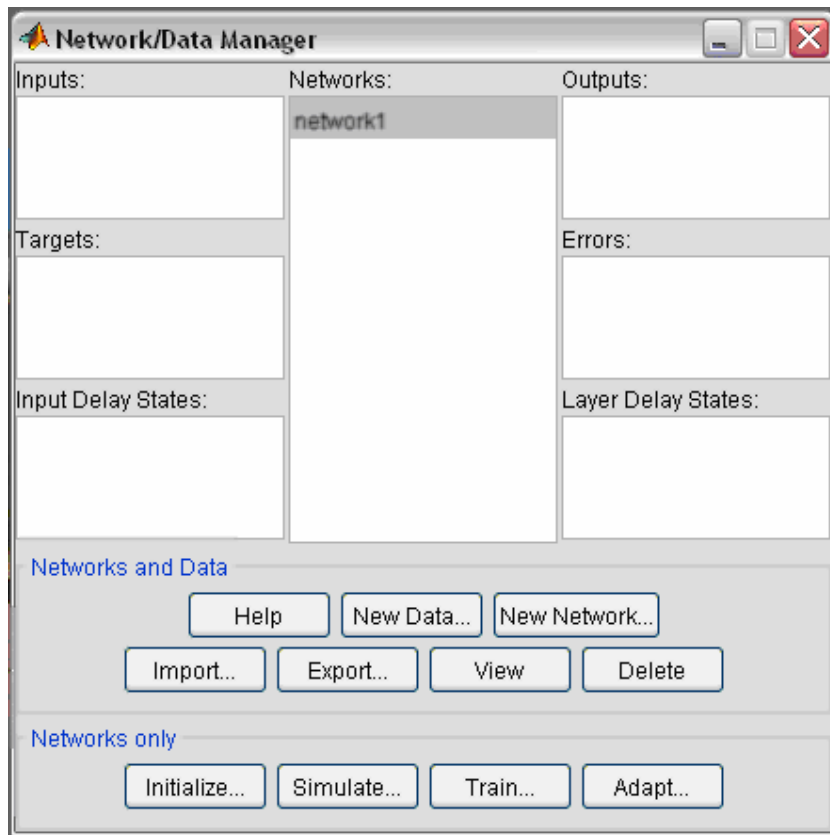 Network/Data Manager
Inputs:
Networks:
Outputs:
network1
Targets:
Errors:
Input Delay States:
Layer Delay States:
Networks and Data
Help
New Data...
New Network...
Import...
Export...
View
Delete
Networks only
Initialize...
Simulate...
Train...
Adapt...